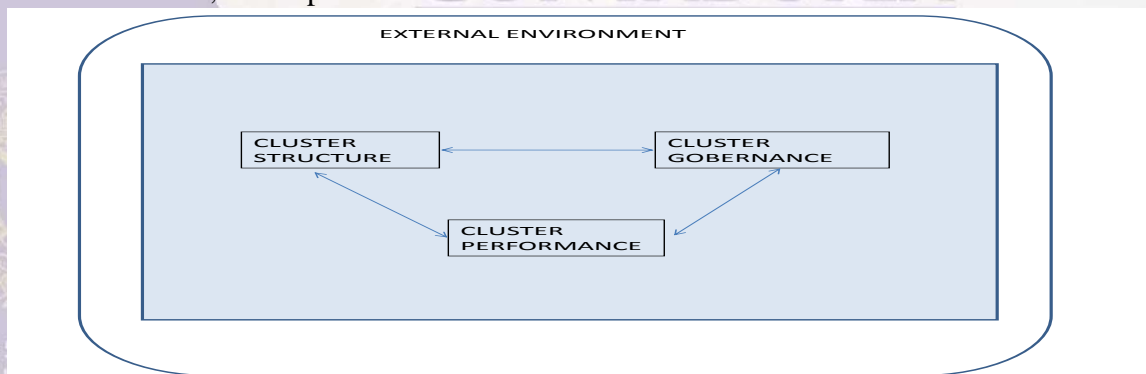 EXTERNAL ENVIRONMENT
CLUSTER
STRUCTURE
CLUSTER
GOBERNANCE
CLUSTER
PERFORMANCE